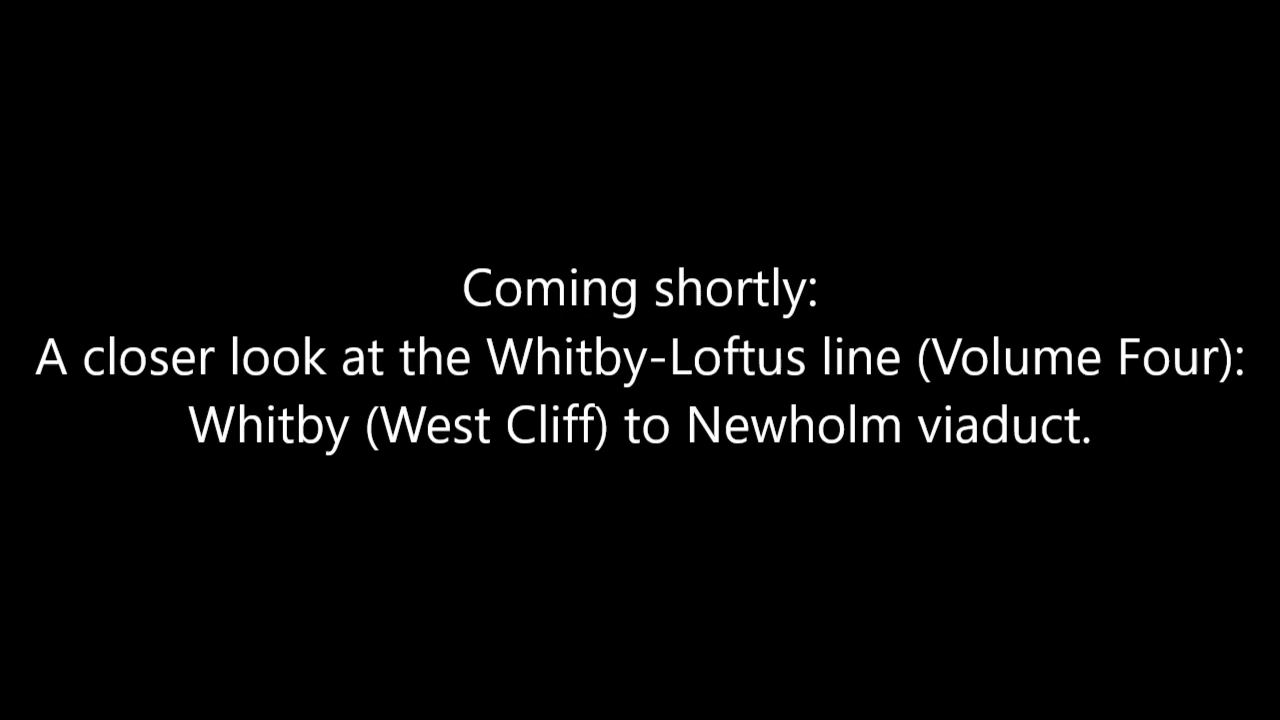 Coming shortly:
A closer look at the Whitby-Loftus line (Volume Four):
Whitby (West Cliff) to Newholm viaduct.